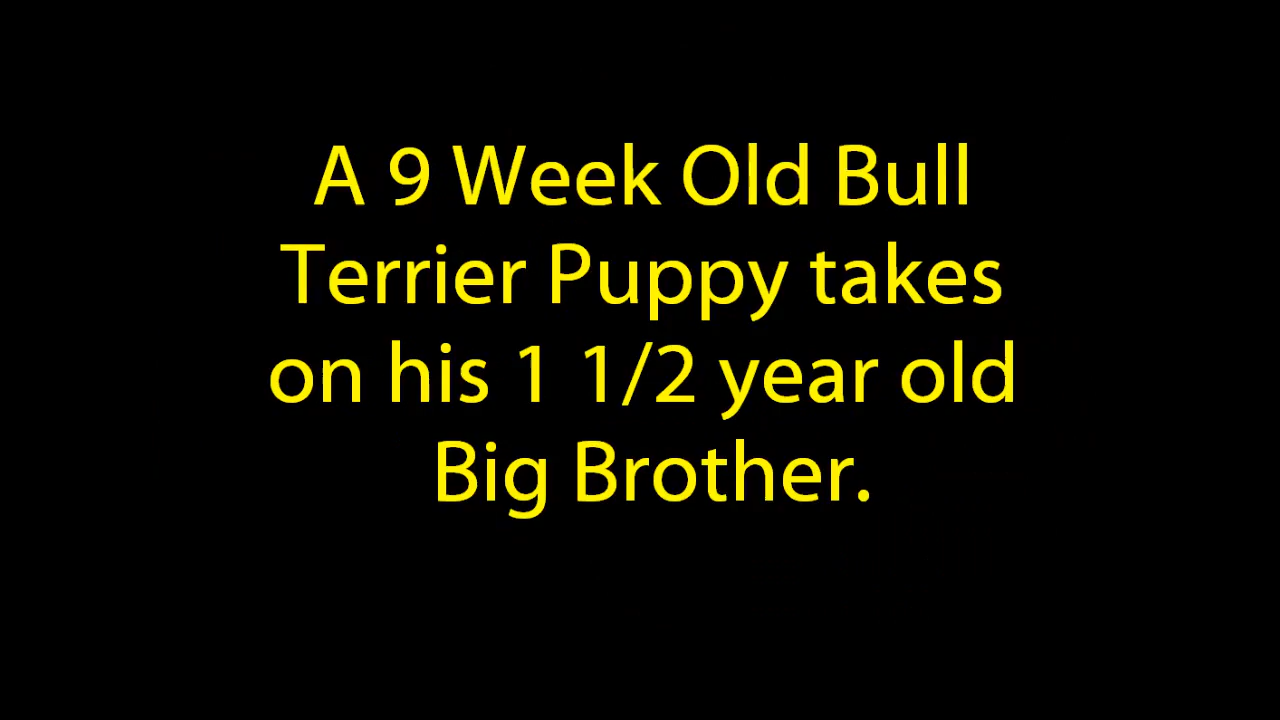 A 9 Week Old Bull
Terrier Puppy takes
on his 1 1/2 year old
Big Brother.